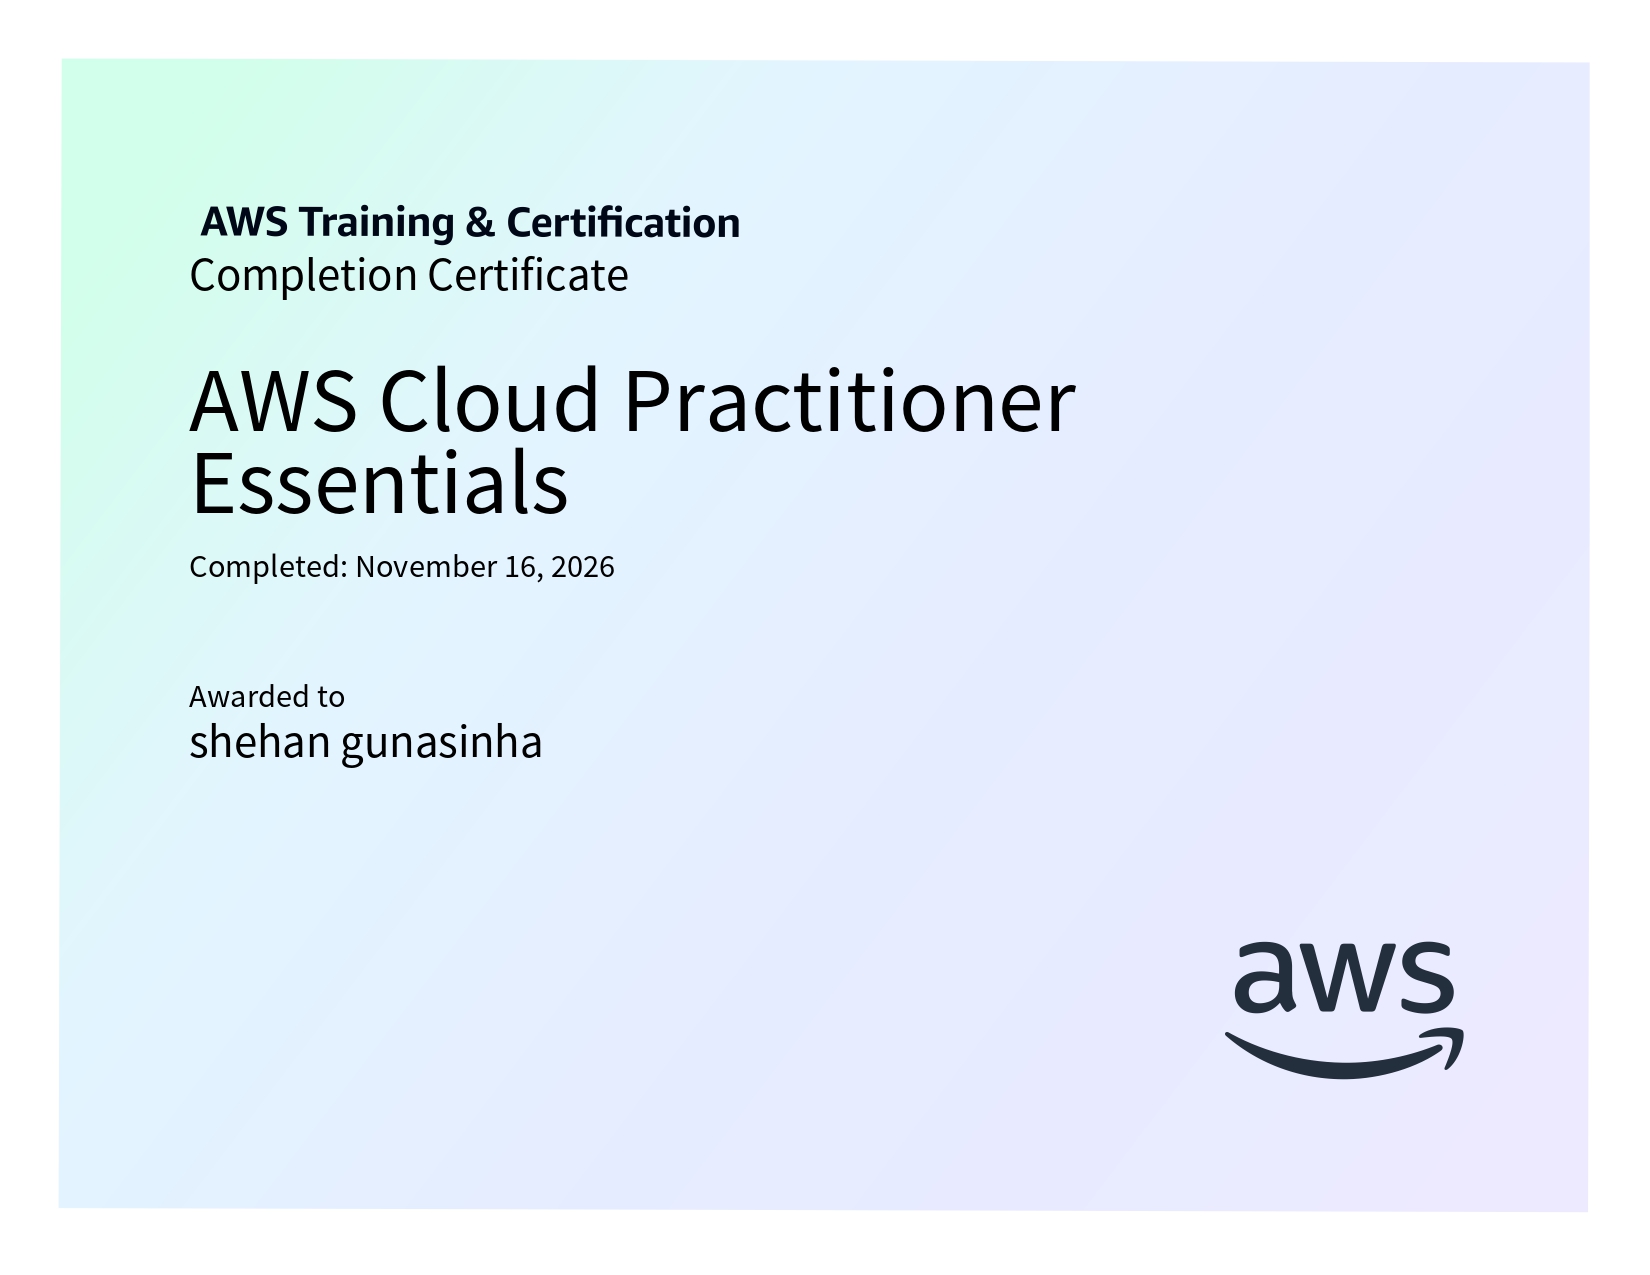 AWS Training & Certification
Completion Certificate
AWS Cloud Practitioner
Essentials
Completed: November 16, 2026
Awarded to
shehan gunasinha
aws